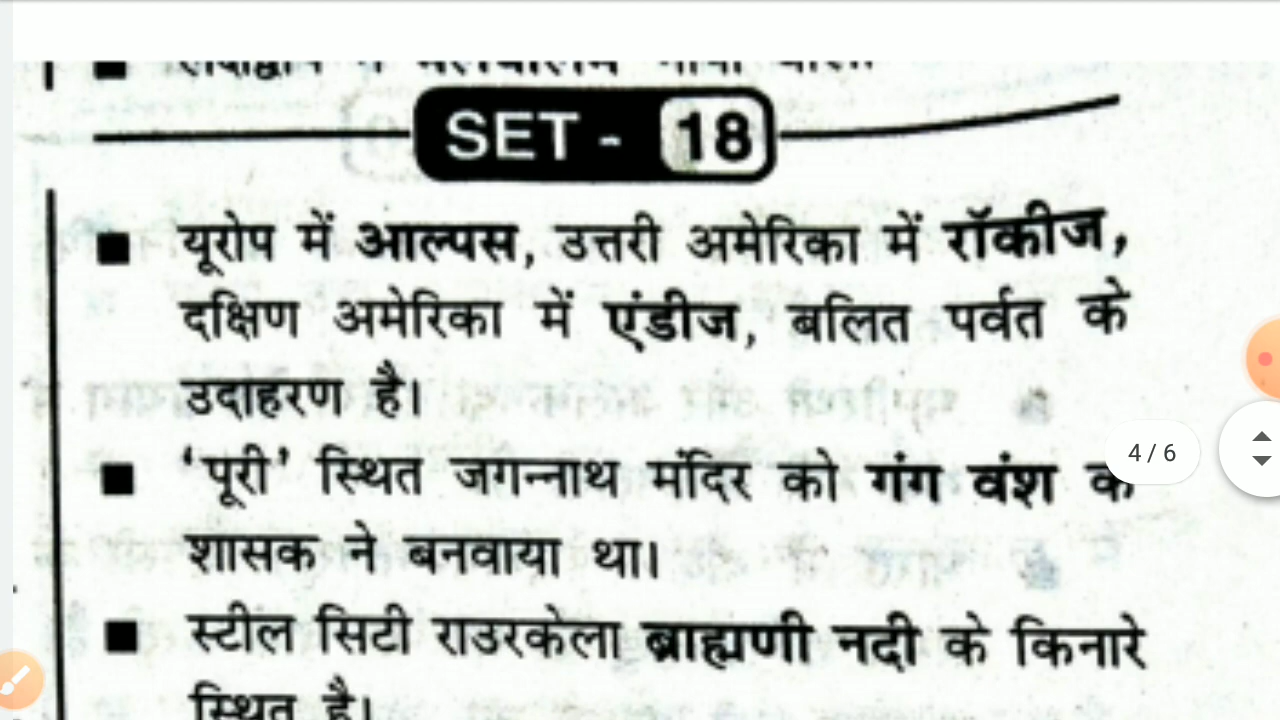 SET - 18
■ यूरोप में आल्पस, उत्तरी अमेरिका में रॉकीज,
दक्षिण अमेरिका में एंडीज, बलित पर्वत के
उदाहरण है।
■ 'पूरी' स्थित जगन्नाथ मंदिर को गंग वंश के
शासक ने बनवाया था।
■ स्टील सिटी राउरकेला ब्राह्मणी नदी के किनारे
स्थित है।
4 / 6